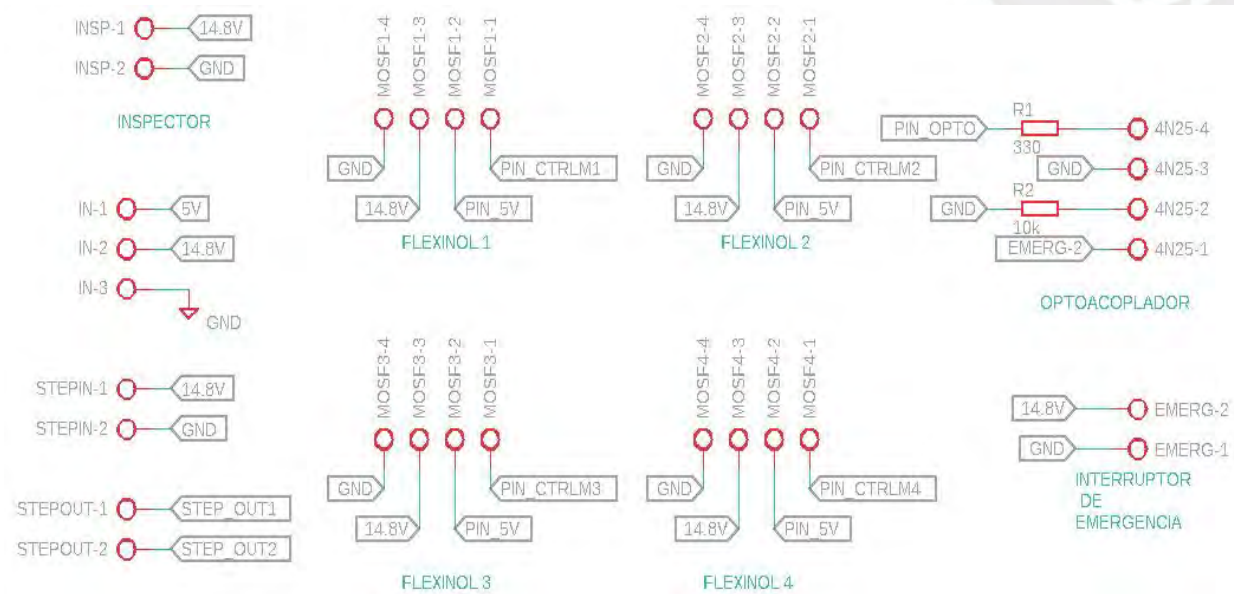 INSP-1 14.8V
INSP-2 GND
INSPECTOR
IN-1 5V
IN-2 14.8V
IN-3
GND
STEPIN-1 14.8V
STEPIN-2 GND
STEPOUT-1 STEP_OUT1
STEPOUT-2 STEP_OUT2
MOSF1-4 MOSF1-3 MOSF1-2 MOSF1-1
GND PIN_CTRLM1
14.8V PIN_5V
FLEXINOL 1
MOSF2-4 MOSF2-3 MOSF2-2 MOSF2-1
GND PIN_CTRLM2
14.8V PIN_5V
FLEXINOL 2
MOSF3-4 MOSF3-3 MOSF3-2 MOSF3-1
GND PIN_CTRLM3
14.8V PIN_5V
FLEXINOL 3
MOSF4-4 MOSF4-3 MOSF4-2 MOSF4-1
GND PIN_CTRLM4
14.8V PIN_5V
FLEXINOL 4
R1
PIN_OPTO 4N25-4
330
GND 4N25-3
R2
GND 4N25-2
10k
EMERG-2 4N25-1
OPTOACOPLADOR
14.8V EMERG-2
GND EMERG-1
INTERRUPTOR
DE
EMERGENCIA